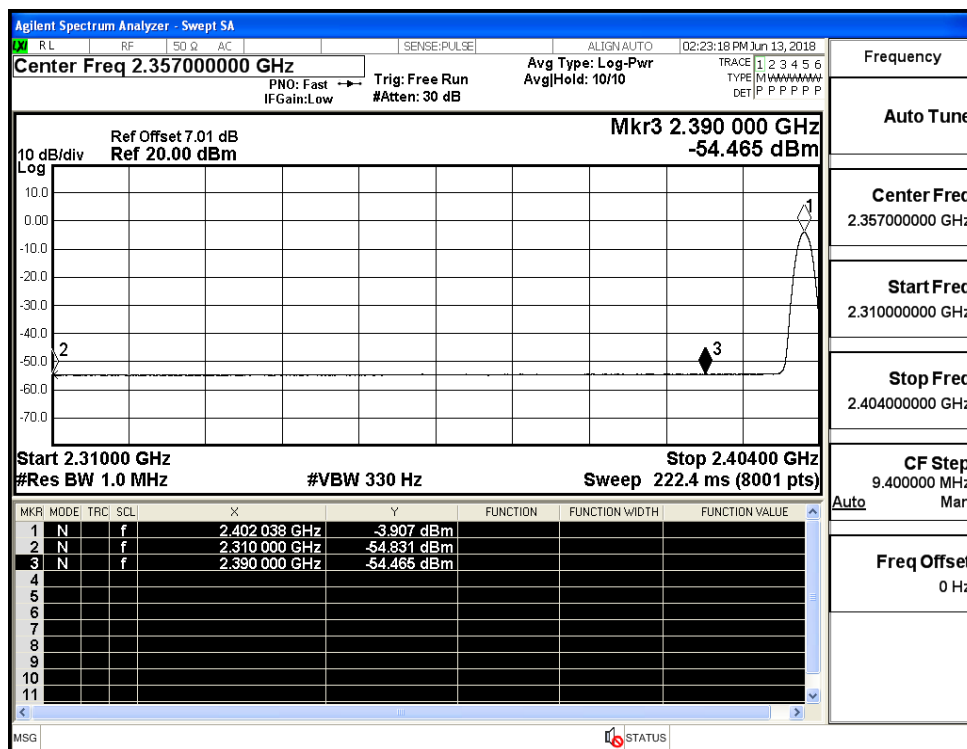 Agilent Spectrum Analyzer - Swept SA
LXI RL RF 50 Ω AC SENSE:PULSE ALIGN AUTO 02:23:18 PM Jun 13, 2018
Center Freq 2.357000000 GHz
PNO: Fast
IFGain:Low
Trig: Free Run
#Atten: 30 dB
Avg Type: Log-Pwr
Avg|Hold: 10/10
TRACE 1 2 3 4 5 6
TYPE M
DET P P P P P P
Ref Offset 7.01 dB
10 dB/div Ref 20.00 dBm
Log
Mkr3 2.390 000 GHz
-54.465 dBm
10.0
0.00
-10.0
-20.0
-30.0
-40.0
-50.0
-60.0
-70.0
1
2
3
Start 2.31000 GHz Stop 2.40400 GHz
#Res BW 1.0 MHz #VBW 330 Hz Sweep 222.4 ms (8001 pts)
MKR MODE TRC SCL X Y FUNCTION FUNCTION WIDTH FUNCTION VALUE
1 N f 2.402 038 GHz -3.907 dBm
2 N f 2.310 000 GHz -54.831 dBm
3 N f 2.390 000 GHz -54.465 dBm
4
5
6
7
8
9
10
11
MSG STATUS
Frequency
Auto Tune
Center Freq
2.357000000 GHz
Start Freq
2.310000000 GHz
Stop Freq
2.404000000 GHz
CF Step
9.400000 MHz
Auto Man
Freq Offset
0 Hz